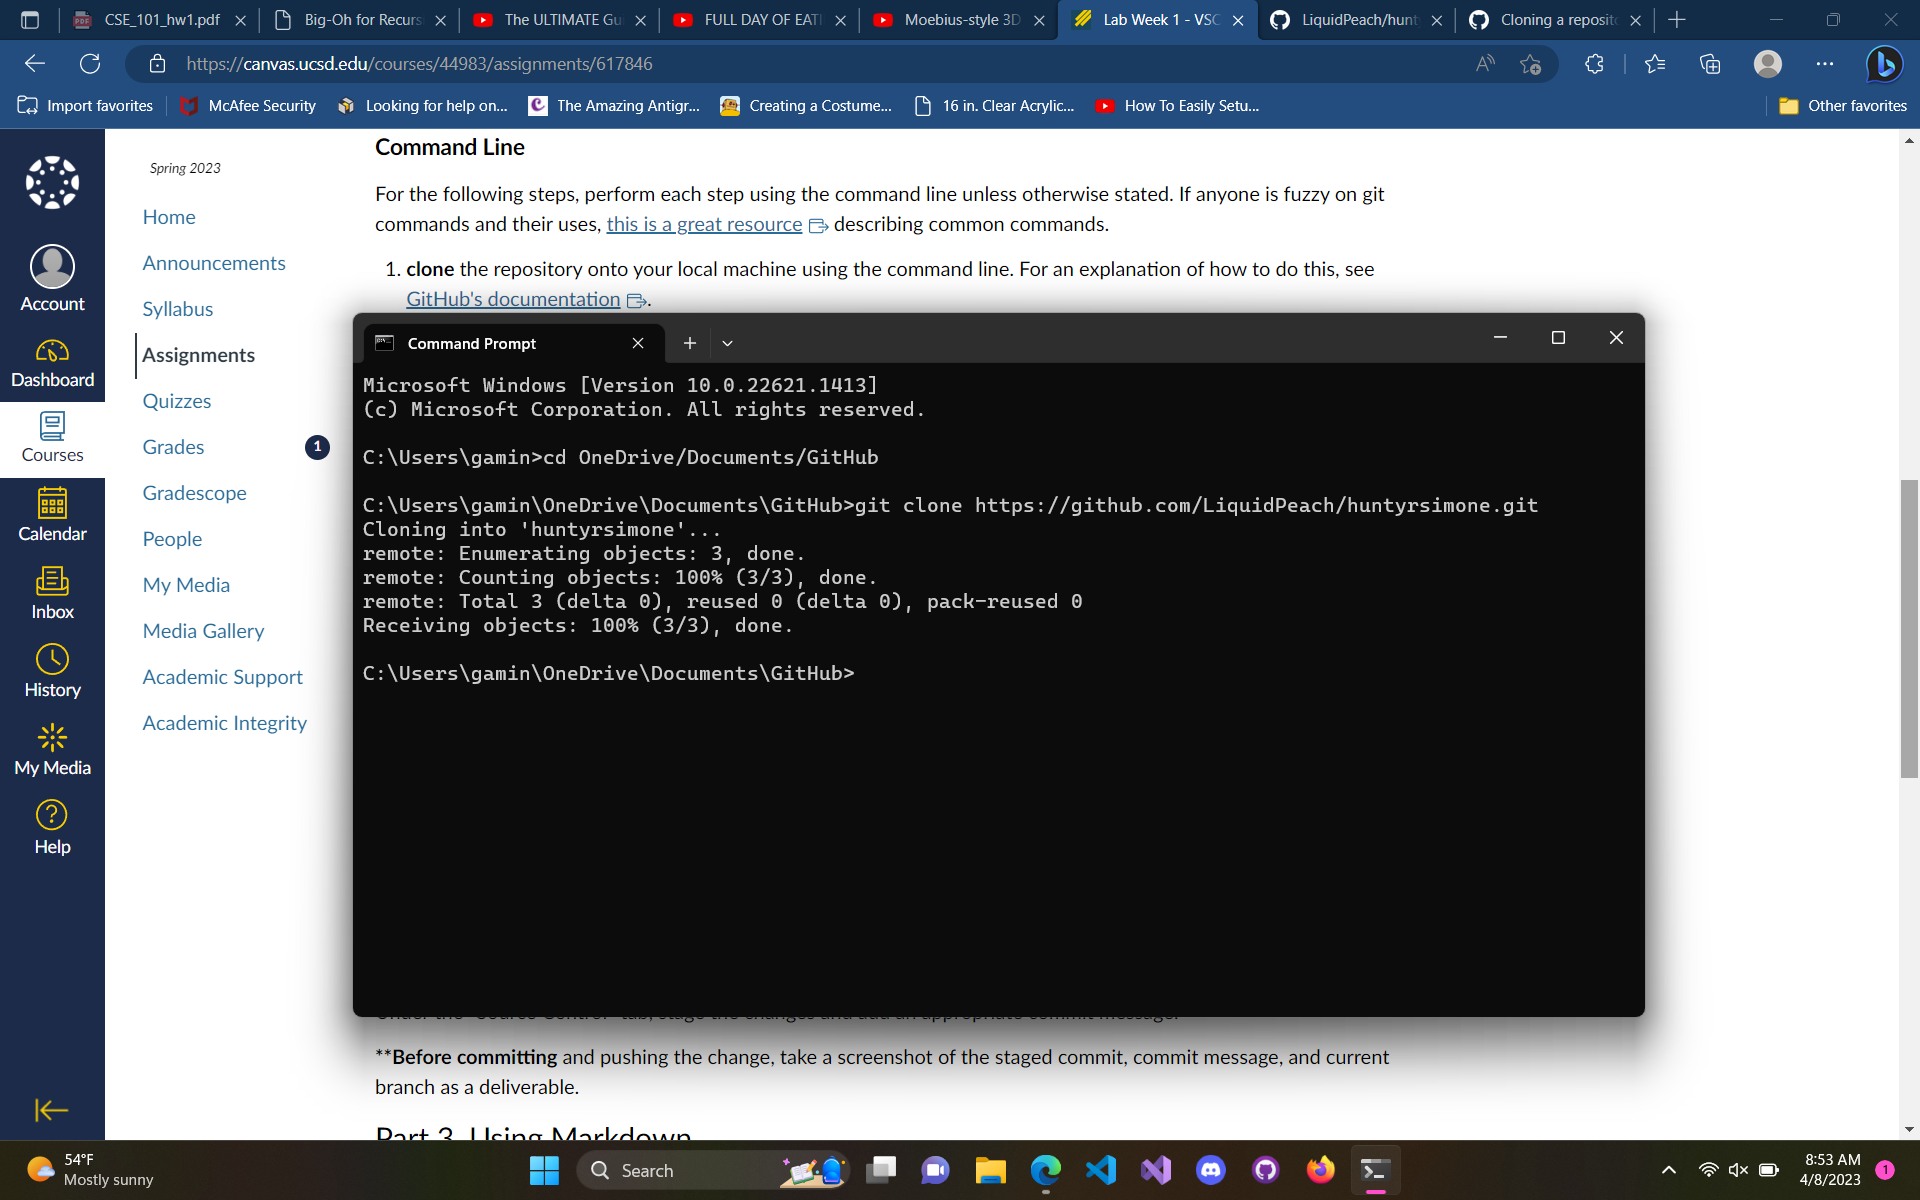 CSE_101_hw1.pdf
Big-Oh for Recurs
The ULTIMATE Gu
FULL DAY OF EATI
Moebius-style 3D
Lab Week 1 - VSC
LiquidPeach/hunt
Cloning a reposito
https://canvas.ucsd.edu/courses/44983/assignments/617846
Import favorites
McAfee Security
Looking for help on...
The Amazing Antigr...
Creating a Costume...
16 in. Clear Acrylic...
How To Easily Setu...
Other favorites
Account
Dashboard
Courses
Calendar
Inbox
History
My Media
Help
Spring 2023
Home
Announcements
Syllabus
Assignments
Quizzes
Grades 1
Gradescope
People
My Media
Media Gallery
Academic Support
Academic Integrity
Command Line
For the following steps, perform each step using the command line unless otherwise stated. If anyone is fuzzy on git
commands and their uses, this is a great resource describing common commands.
1. clone the repository onto your local machine using the command line. For an explanation of how to do this, see
GitHub's documentation .
Command Prompt
Microsoft Windows [Version 10.0.22621.1413]
(c) Microsoft Corporation. All rights reserved.
C:\Users\gamin>cd OneDrive/Documents/GitHub
C:\Users\gamin\OneDrive\Documents\GitHub>git clone https://github.com/LiquidPeach/huntyrsimone.git
Cloning into 'huntyrsimone'...
remote: Enumerating objects: 3, done.
remote: Counting objects: 100% (3/3), done.
remote: Total 3 (delta 0), reused 0 (delta 0), pack-reused 0
Receiving objects: 100% (3/3), done.
C:\Users\gamin\OneDrive\Documents\GitHub>
**Before committing and pushing the change, take a screenshot of the staged commit, commit message, and current
branch as a deliverable.
Part 3. Using Markdown
54°F
Mostly sunny
Search
8:53 AM
4/8/2023
1